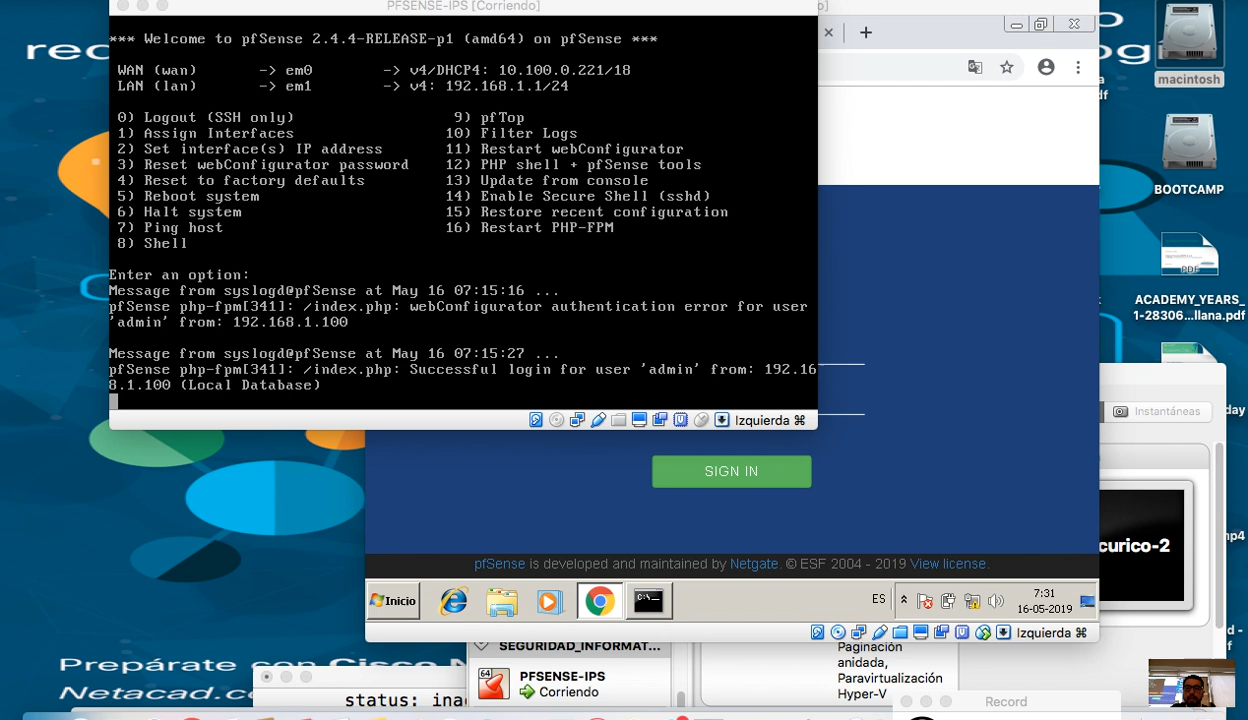 PFSENSE-IPS [Corriendo]
*** Welcome to pfSense 2.4.4-RELEASE-p1 (amd64) on pfSense ***
WAN (wan) -> em0 -> v4/DHCP4: 10.100.0.221/18
LAN (lan) -> em1 -> v4: 192.168.1.1/24
0) Logout (SSH only) 9) pfTop
1) Assign Interfaces 10) Filter Logs
2) Set interface(s) IP address 11) Restart webConfigurator
3) Reset webConfigurator password 12) PHP shell + pfSense tools
4) Reset to factory defaults 13) Update from console
5) Reboot system 14) Enable Secure Shell (sshd)
6) Halt system 15) Restore recent configuration
7) Ping host 16) Restart PHP-FPM
8) Shell
Enter an option:
Message from syslogd@pfSense at May 16 07:15:16 ...
pfSense php-fpm[341]: /index.php: webConfigurator authentication error for user
'admin' from: 192.168.1.100
Message from syslogd@pfSense at May 16 07:15:27 ...
pfSense php-fpm[341]: /index.php: Successful login for user 'admin' from: 192.16
8.1.100 (Local Database)
Izquierda ⌘
SIGN IN
pfSense is developed and maintained by Netgate. © ESF 2004 - 2019 View license.
Inicio
C:\_
ES
7:31
16-05-2019
Izquierda ⌘
macintosh
BOOTCAMP
PDF
ACADEMY_YEARS_
1-28306...llana.pdf
Instantáneas
curico-2
SEGURIDAD_INFORMAT...
64
PFSENSE-IPS
Corriendo
Paginación
anidada,
Paravirtualización
Hyper-V
Record
Prepárate con Cisco N
Netacad.c
status: ina